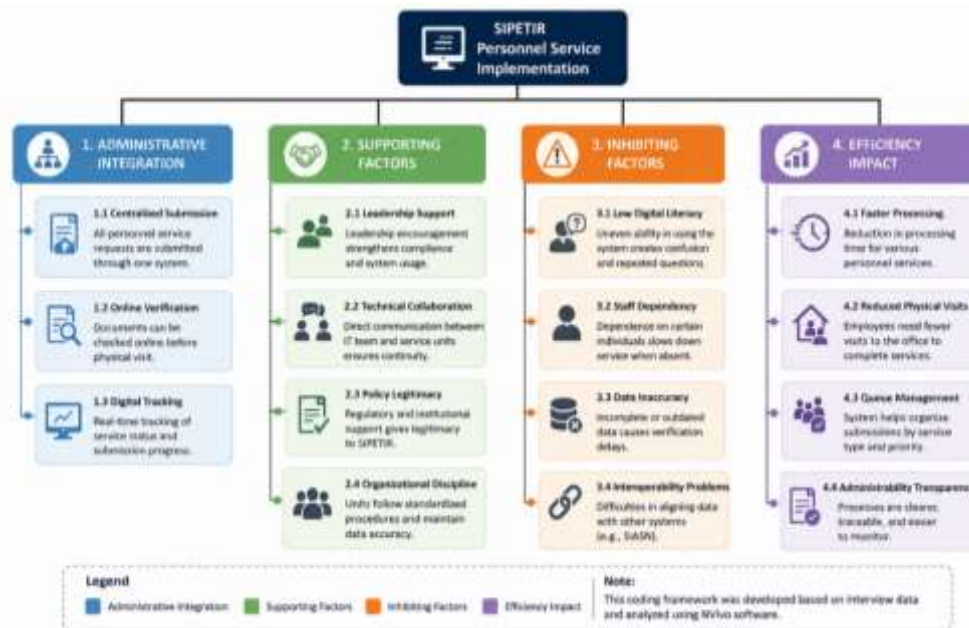 SIPETIR
Personnel Service
Implementation
1. ADMINISTRATIVE
INTEGRATION
1.1 Centralized Submission
All personnel service
requests are submitted
through one system.
1.2 Online Verification
Documents can be
checked online before
physical visit.
1.3 Digital Tracking
Real-time tracking of
service status and
submission progress.
2. SUPPORTING
FACTORS
2.1 Leadership Support
Leadership encouragement
strengthens compliance
and system usage.
2.2 Technical Collaboration
Direct communication between
IT team and service units
ensures continuity.
2.3 Policy Legitimacy
Regulatory and institutional
support gives legitimacy
to SIPETIR.
2.4 Organizational Discipline
Units follow standardized
procedures and maintain
data accuracy.
3. INHIBITING
FACTORS
3.1 Low Digital Literacy
Uneven ability in using the
system creates confusion
and repeated questions.
3.2 Staff Dependency
Dependence on certain
individuals slows down
service when absent.
3.3 Data Inaccuracy
Incomplete or outdated
data causes verification
delays.
3.4 Interoperability Problems
Difficulties in aligning data
with other systems
(e.g., SIASN).
4. EFFICIENCY
IMPACT
4.1 Faster Processing
Reduction in processing
time for various
personnel services.
4.2 Reduced Physical Visits
Employees need fewer
visits to the office to
complete services.
4.3 Queue Management
System helps organize
submissions by service
type and priority.
4.4 Administrability Transparen
Processes are clearer,
traceable, and easier
to monitor.
Legend
Administrative Integration
Supporting Factors
Inhibiting Factors
Efficiency Impact
Note:
This coding framework was developed based on interview data
and analyzed using NVivo software.